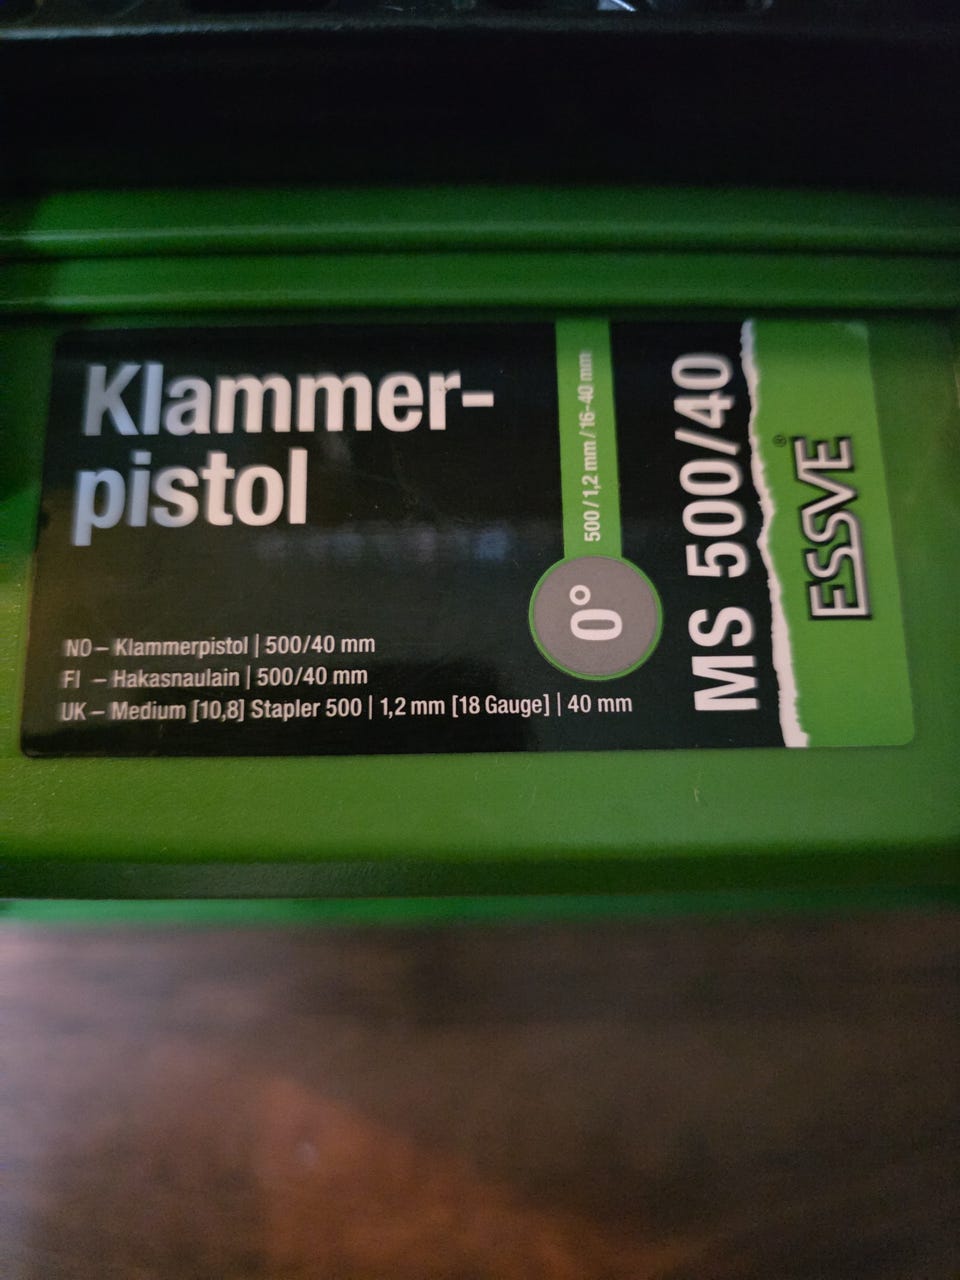 Klammer-
pistol
NO – Klammerpistol | 500/40 mm
FI – Hakasnaulain | 500/40 mm
UK – Medium [10,8] Stapler 500 | 1,2 mm [18 Gauge] | 40 mm
500/1,2 mm/16-40 mm
0°
MS 500/40
ESSVE®